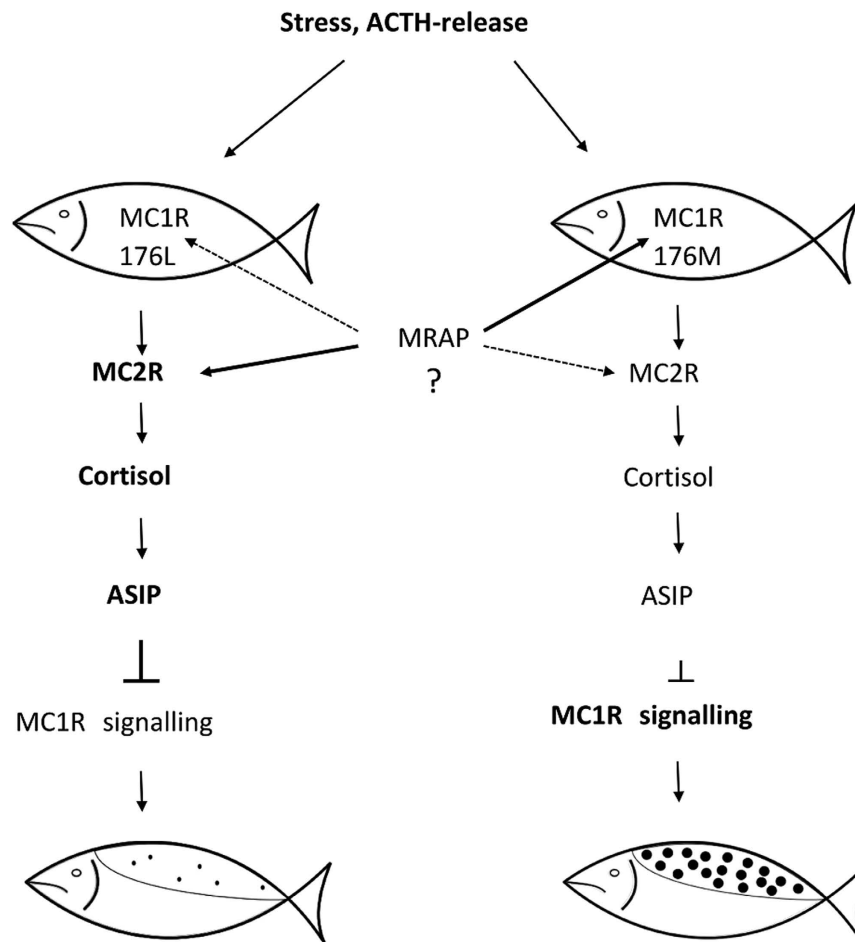 Stress, ACTH-release
MC1R
176L
MC1R
176M
MRAP
?
MC2R
MC2R
Cortisol
Cortisol
ASIP
ASIP
MC1R signalling
MC1R signalling